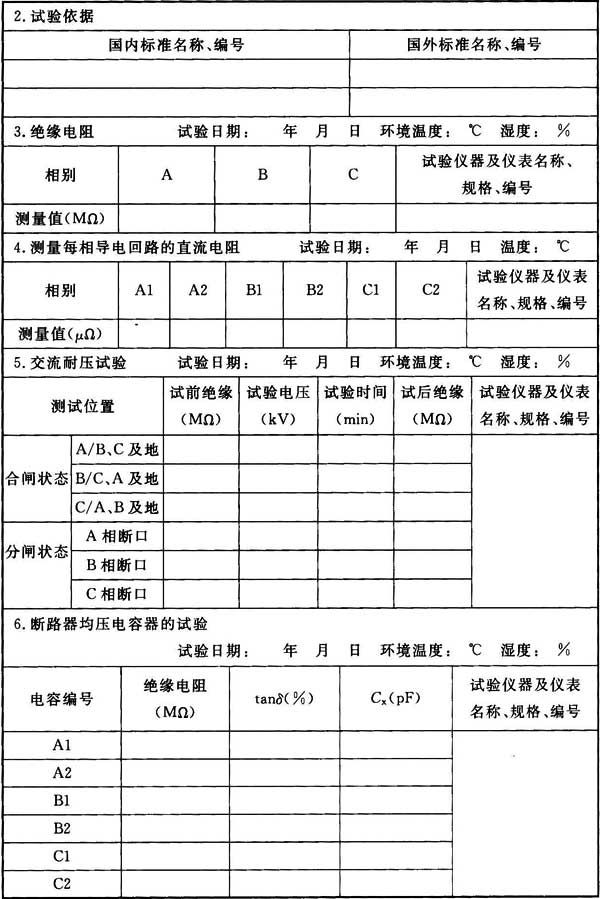 2.试验依据
国内标准名称、编号 国外标准名称、编号
3.绝缘电阻 试验日期： 年 月 日 环境温度： ℃ 湿度： %
相别 A B C 试验仪器及仪表名称、
规格、编号
测量值(MΩ)
4.测量每相导电回路的直流电阻 试验日期： 年 月 日 温度： ℃
相别 A1 A2 B1 B2 C1 C2 试验仪器及仪表
名称、规格、编号
测量值(μΩ)
5.交流耐压试验 试验日期： 年 月 日 环境温度： ℃ 湿度： %
测试位置 试前绝缘 试验电压 试验时间 试后绝缘 试验仪器及仪表
(MΩ) (kV) (min) (MΩ) 名称、规格、编号
合闸状态 A/B、C及地
B/C、A及地
C/A、B及地
分闸状态 A相断口
B相断口
C相断口
6.断路器均压电容器的试验
试验日期： 年 月 日 环境温度： ℃ 湿度： %
电容编号 绝缘电阻 tanδ(%) Cx(pF) 试验仪器及仪表
(MΩ) 名称、规格、编号
A1
A2
B1
B2
C1
C2